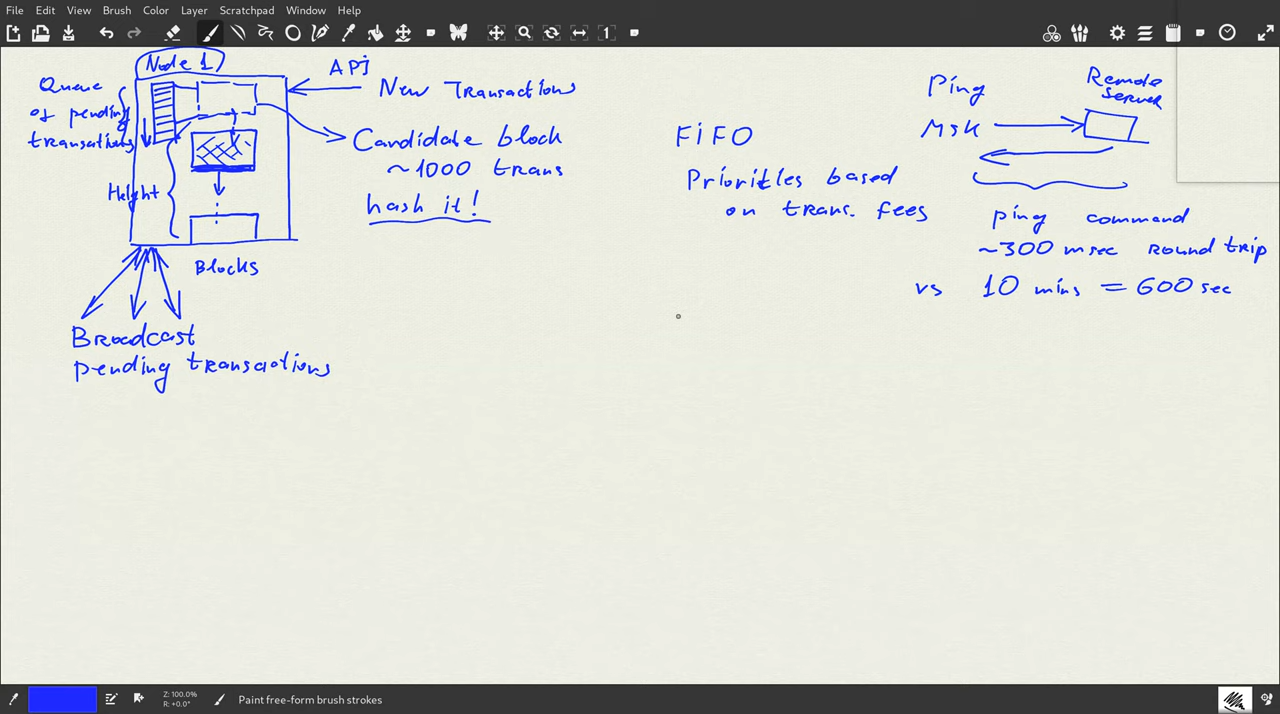 File Edit View Brush Color Layer Scratchpad Window Help
Node 1
Queue
of pending
transations
Height
Blocks
Broadcast
pending transactions
API
New Transactions
Candidate block
~1000 trans
hash it!
FIFO
Priorities based
on trans. fees
Ping
Remote
Server
MSK
ping command
~300 msec round trip
vs 10 mins = 600 sec
Z: 100.0%
R: +0.0°
Paint free-form brush strokes